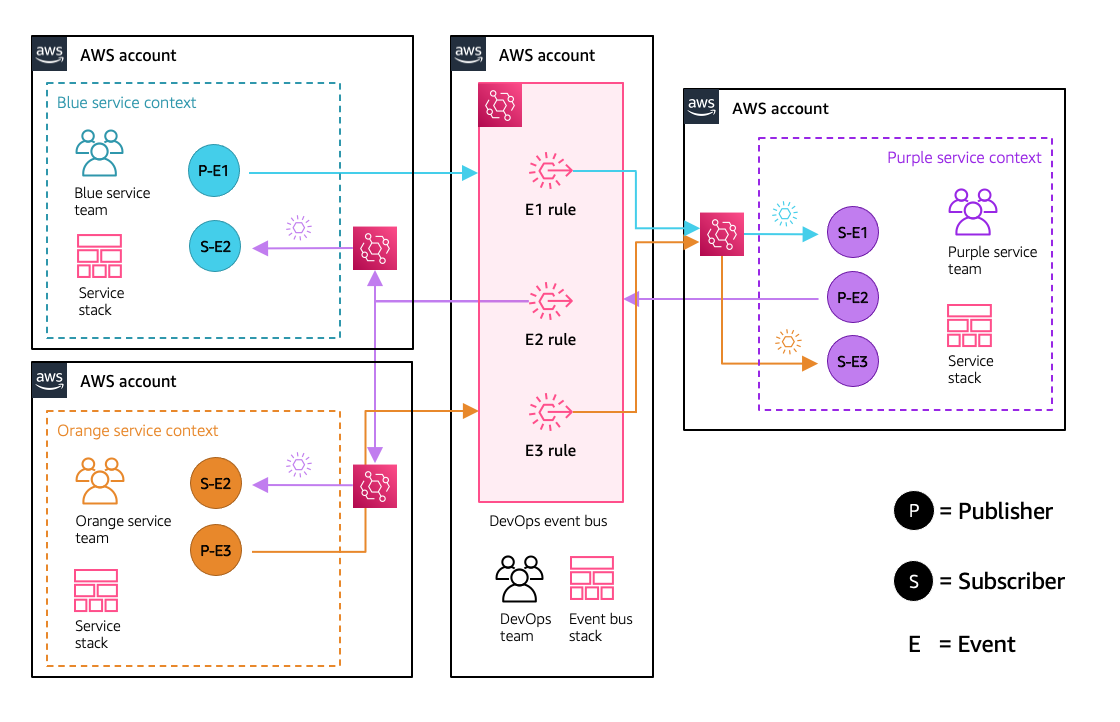 aws
AWS account
Blue service context
P-E1
Blue service
team
S-E2
Service
stack
aws
AWS account
Orange service context
S-E2
Orange service
team
P-E3
Service
stack
aws
AWS account
E1 rule
E2 rule
E3 rule
DevOps event bus
DevOps
team
Event bus
stack
aws
AWS account
Purple service context
S-E1
Purple service
team
P-E2
S-E3
Service
stack
P = Publisher
S = Subscriber
E = Event